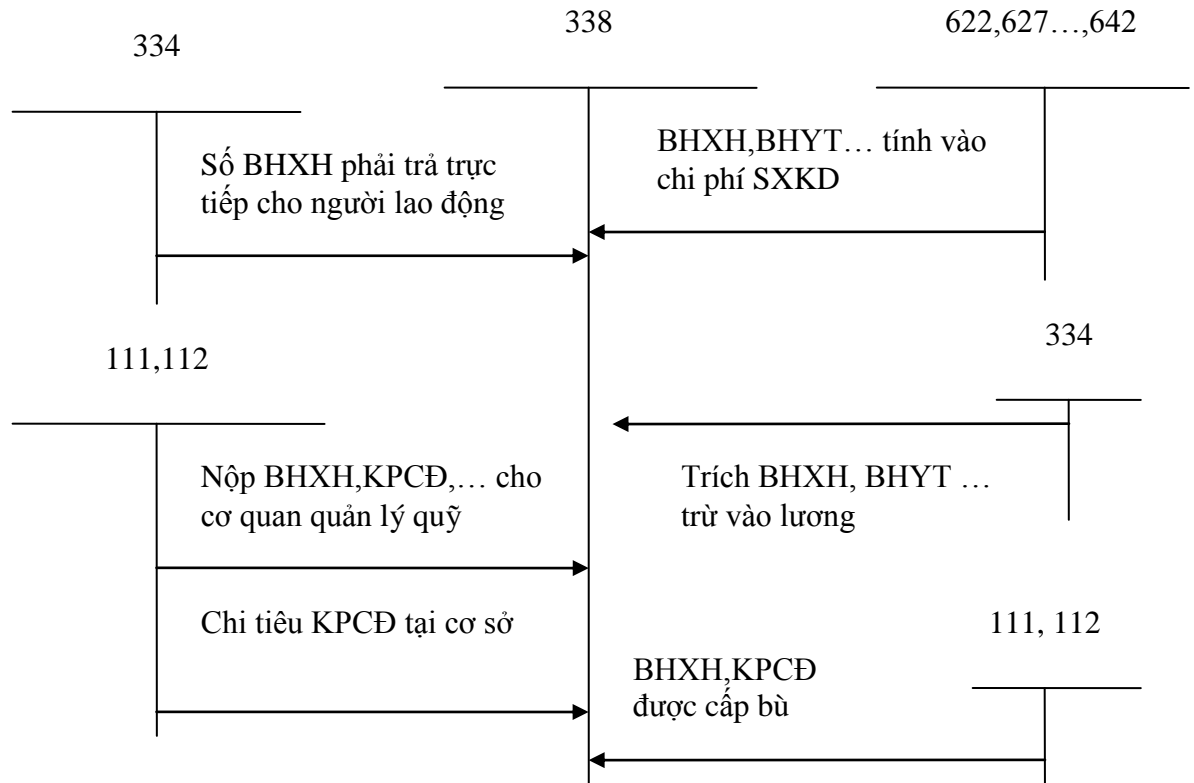 334
338
622,627…,642
Số BHXH phải trả trực
tiếp cho người lao động
BHXH,BHYT… tính vào
chi phí SXKD
111,112
334
Nộp BHXH,KPCĐ,… cho
cơ quan quản lý quỹ
Trích BHXH, BHYT …
trừ vào lương
Chi tiêu KPCĐ tại cơ sở
111, 112
BHXH,KPCĐ
được cấp bù